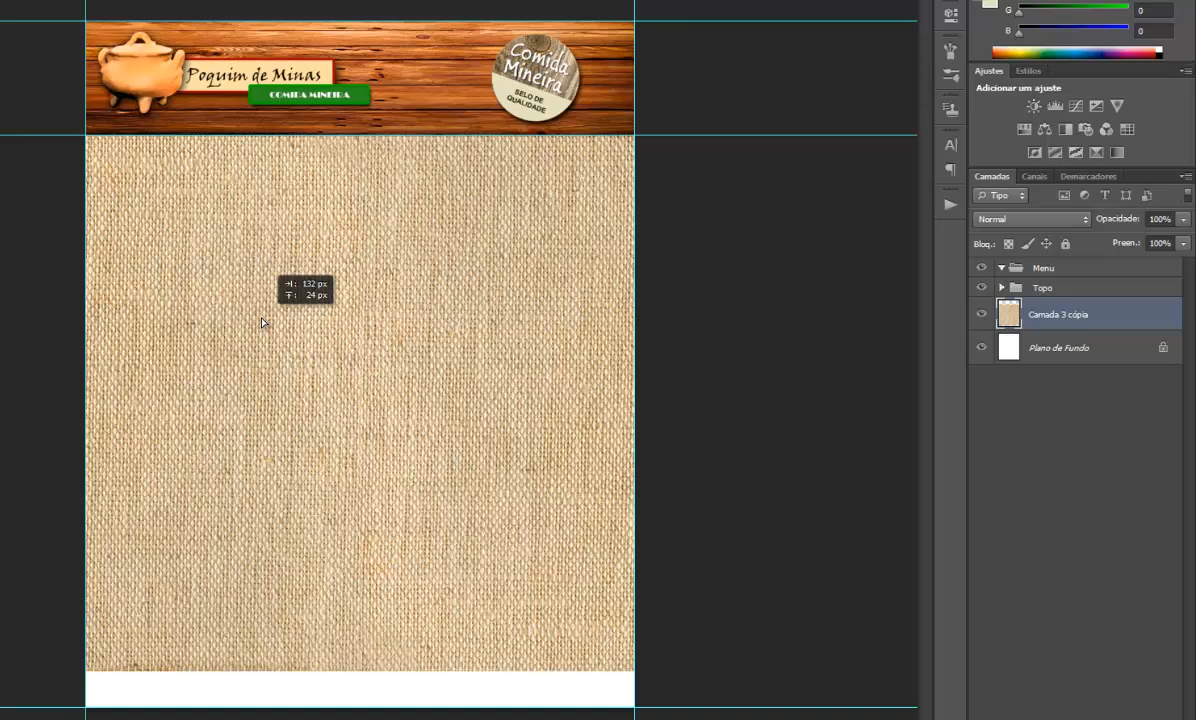 Poquim de Minas
COMIDA MINEIRA
Comida
Mineira
SELO DE
QUALIDADE
132 px
24 px
G 0
B 0
Ajustes Estilos
Adicionar um ajuste
Camadas Canais Demarcadores
Tipo
Normal Opacidade: 100%
Bloq.: Preen.: 100%
Menu
Topo
Camada 3 cópia
Plano de Fundo